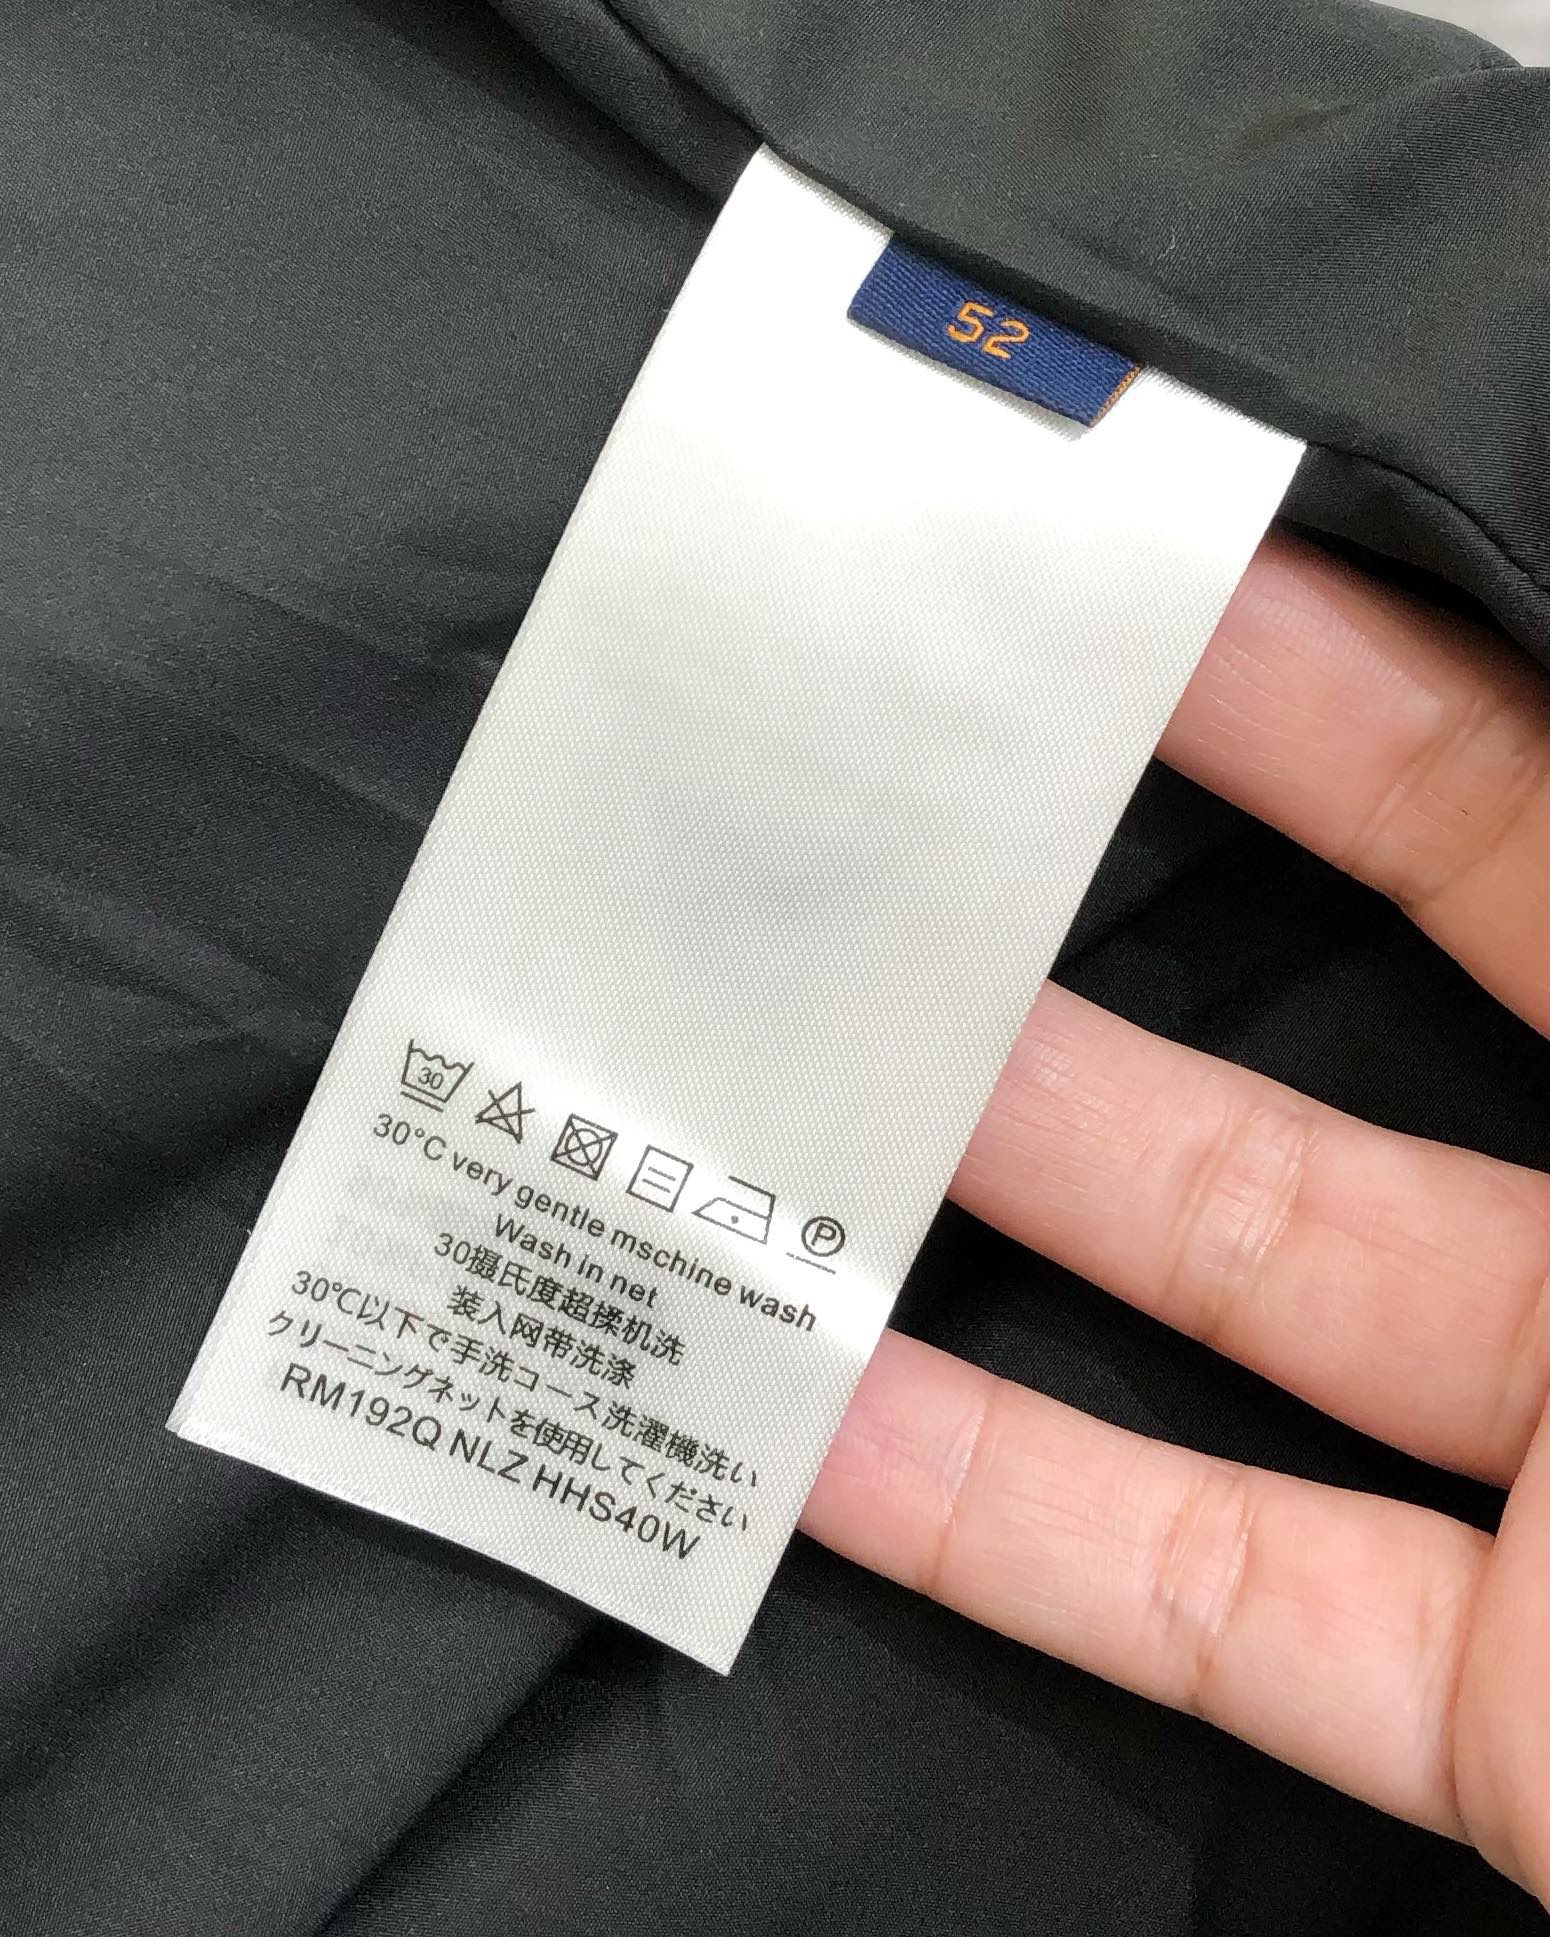 52
30
P
30°C very gentle mschine wash
Wash in net
30摄氏度超揉机洗
装入网带洗涤
30℃以下で手洗コース洗濯機洗い
クリーニングネットを使用してください
RM192Q NLZ HHS40W